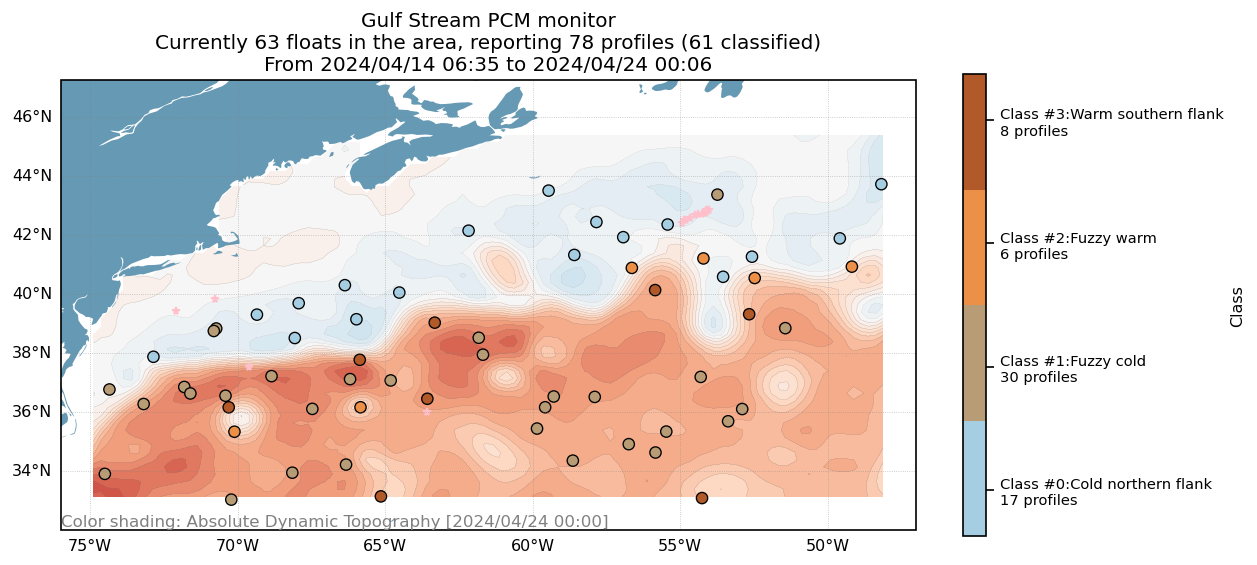 Gulf Stream PCM monitor
Currently 63 floats in the area, reporting 78 profiles (61 classified)
From 2024/04/14 06:35 to 2024/04/24 00:06
46°N
44°N
42°N
40°N
38°N
36°N
34°N
Color shading: Absolute Dynamic Topography [2024/04/24 00:00]
75°W
70°W
65°W
60°W
55°W
50°W
Class #3:Warm southern flank
8 profiles
Class #2:Fuzzy warm
6 profiles
Class #1:Fuzzy cold
30 profiles
Class #0:Cold northern flank
17 profiles
Class